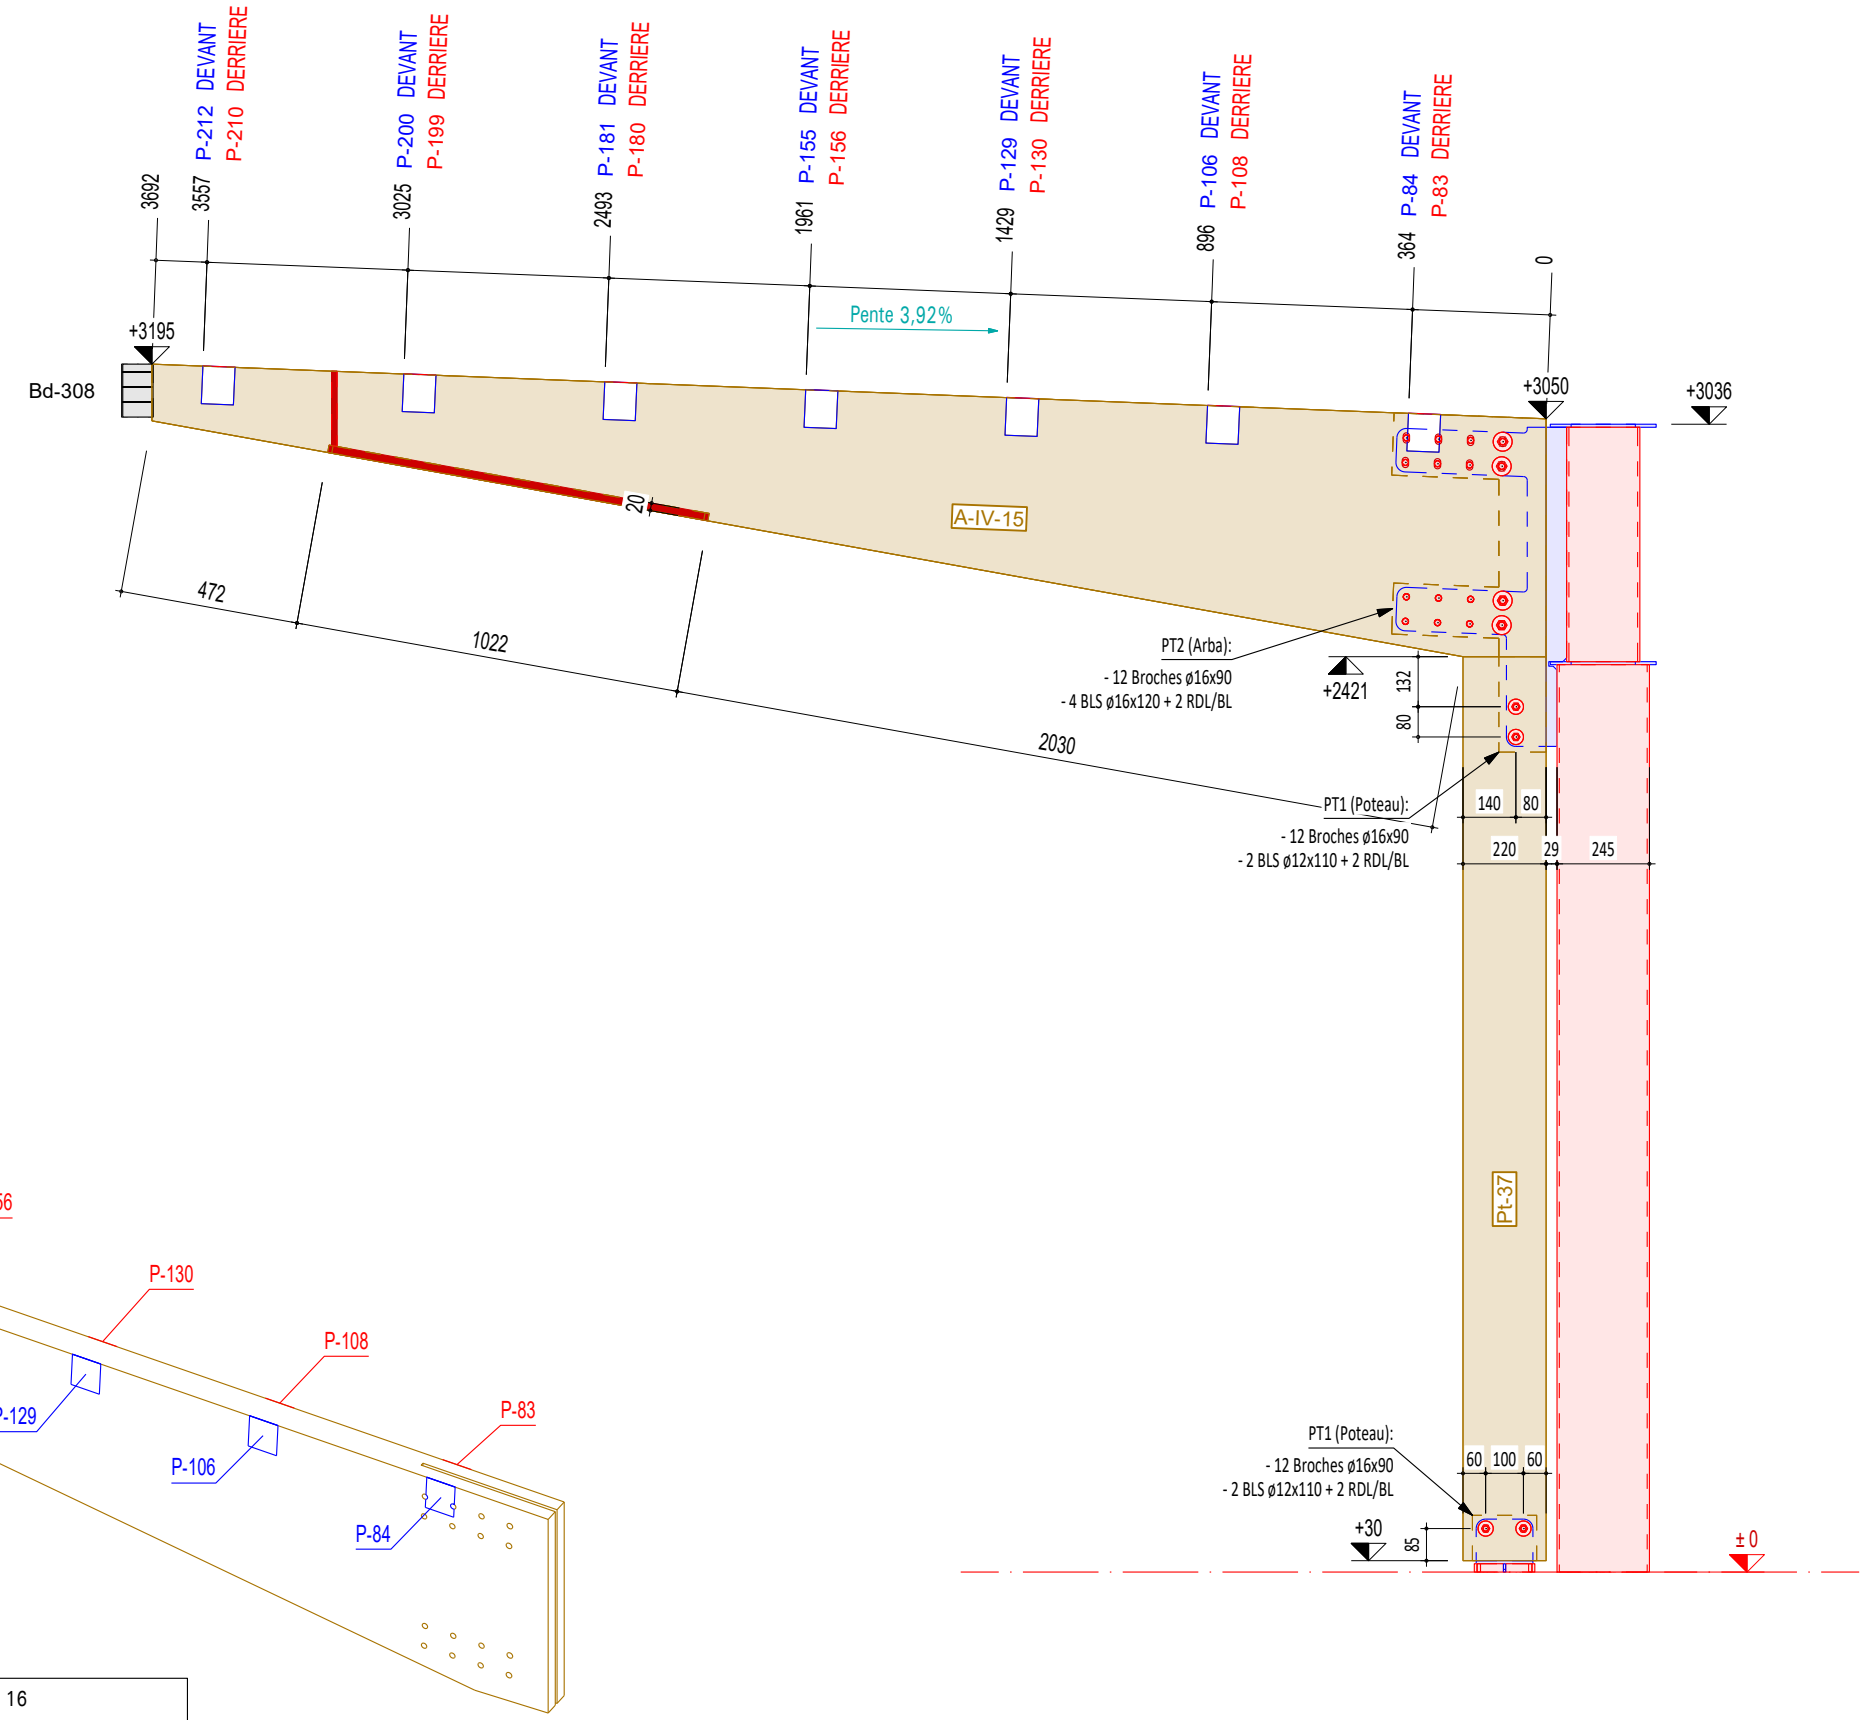 P-212 DEVANT
P-210 DERRIERE
P-200 DEVANT
P-199 DERRIERE
P-181 DEVANT
P-180 DERRIERE
P-155 DEVANT
P-156 DERRIERE
P-129 DEVANT
P-130 DERRIERE
P-106 DEVANT
P-108 DERRIERE
P-84 DEVANT
P-83 DERRIERE
3692
3557
3025
2493
1961
1429
896
364
0
Pente 3,92%
+3195
Bd-308
+3050
+3036
20
A-IV-15
472
1022
2030
PT2 (Arba):
- 12 Broches ø16x90
- 4 BLS ø16x120 + 2 RDL/BL
+2421
132
80
PT1 (Poteau):
- 12 Broches ø16x90
- 2 BLS ø12x110 + 2 RDL/BL
140
80
220
29
245
Pt-37
56
P-130
P-108
P-83
P-129
P-106
P-84
PT1 (Poteau):
- 12 Broches ø16x90
- 2 BLS ø12x110 + 2 RDL/BL
60
100
60
+30
85
± 0
16